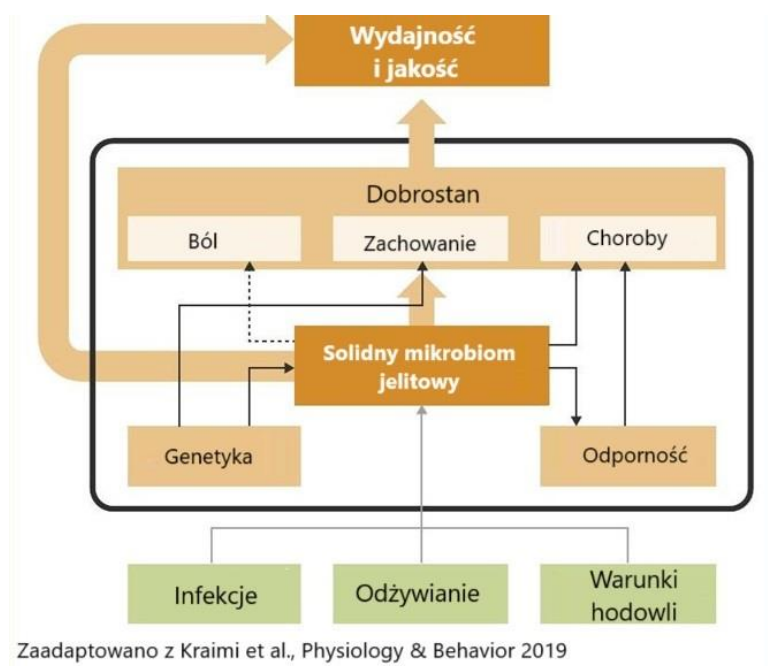 Wydajność
i jakość
Dobrostan
Ból
Zachowanie
Choroby
Solidny mikrobiom
jelitowy
Genetyka
Odporność
Infekcje
Odżywianie
Warunki
hodowli
Zaadaptowano z Kraimi et al., Physiology & Behavior 2019